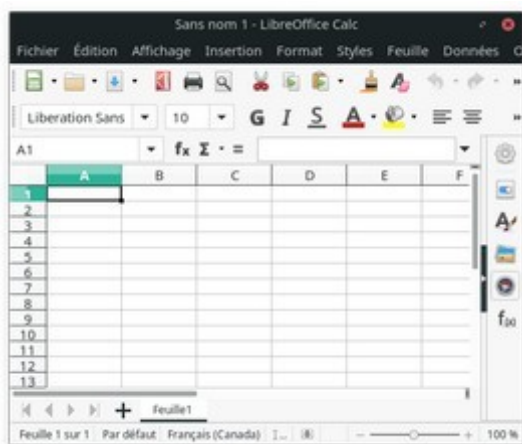 Sans nom 1 - LibreOffice Calc
Fichier Édition Affichage Insertion Format Styles Feuille Données
Liberation Sans 10 G I S A
A1 fx Σ =
A B C D E F
1
2
3
4
5
6
7
8
9
10
11
12
13
Feuille1
Feuille 1 sur 1 Par défaut Français (Canada) 100 %